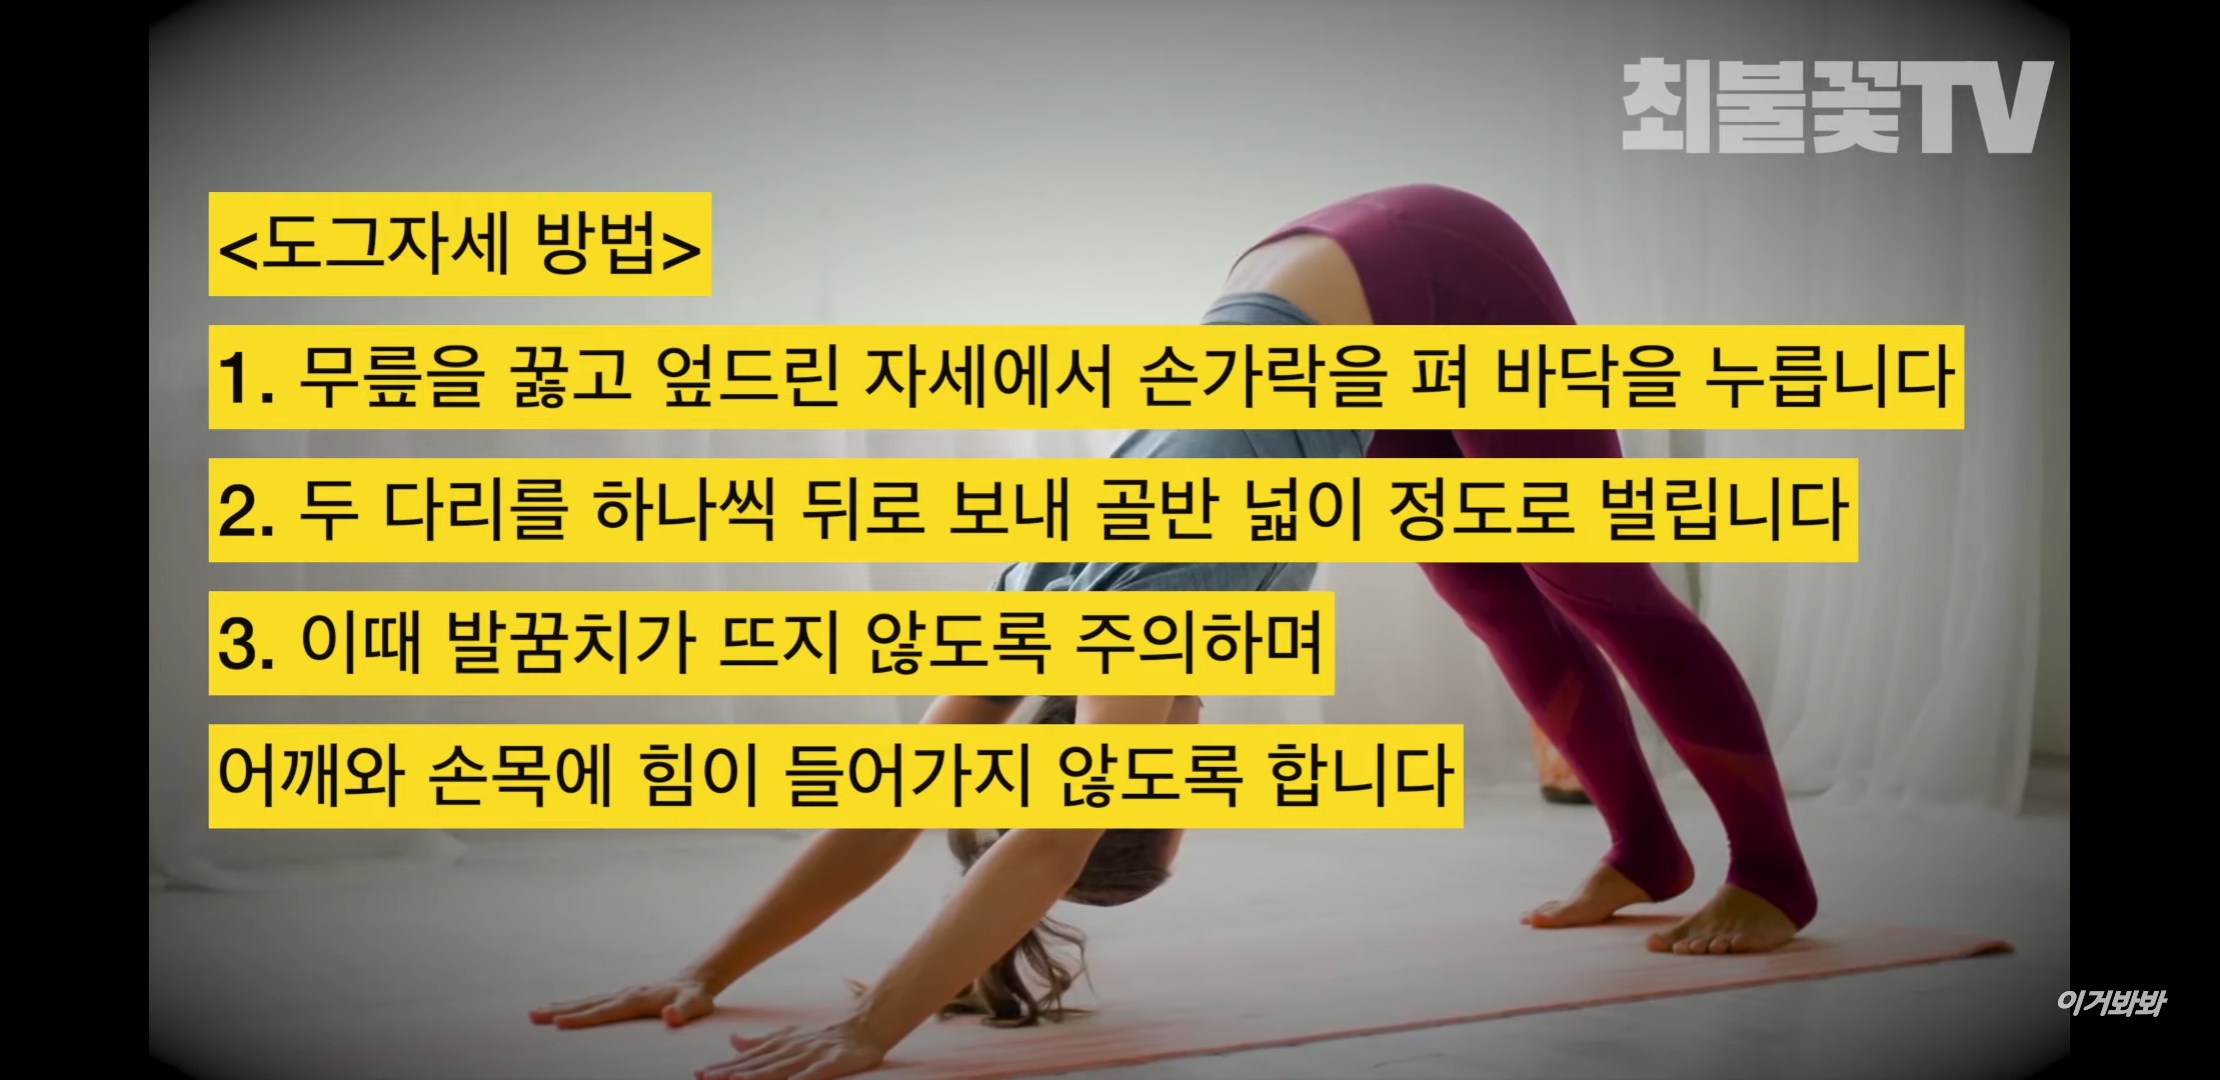 최불꽃TV
<도그자세 방법>
1. 무릎을 꿇고 엎드린 자세에서 손가락을 펴 바닥을 누릅니다
2. 두 다리를 하나씩 뒤로 보내 골반 넓이 정도로 벌립니다
3. 이때 발꿈치가 뜨지 않도록 주의하며
어깨와 손목에 힘이 들어가지 않도록 합니다
이거봐봐